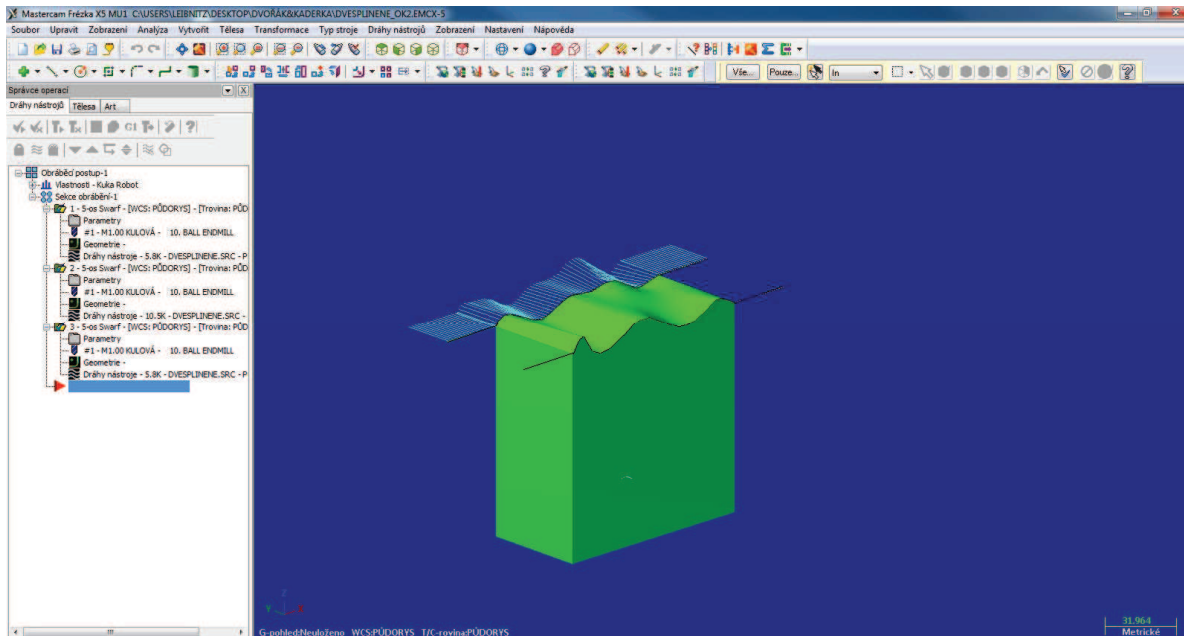 Mastercam Frézka X5 MU1 C:\USERS\LEIBNITZ\DESKTOP\DVOŘÁK&KADERKA\DVESPLINENE_OK2.EMCX-5
Soubor Upravit Zobrazení Analýza Vytvořit Tělesa Transformace Typ stroje Dráhy nástrojů Zobrazení Nastavení Nápověda
Vše... Pouze... In
Správce operací
Dráhy nástrojů Tělesa Art
G1
Obráběcí postup-1
Vlastnosti - Kuka Robot
Sekce obrábění-1
1 - 5-os Swarf - [WCS: PŮDORYS] - [Trovina: PŮD
Parametry
#1 - M1.00 KULOVÁ - 10. BALL ENDMILL
Geometrie -
Dráhy nástroje - 5.8K - DVESPLINENE.SRC - P
2 - 5-os Swarf - [WCS: PŮDORYS] - [Trovina: PŮD
Parametry
#1 - M1.00 KULOVÁ - 10. BALL ENDMILL
Geometrie -
Dráhy nástroje - 10.5K - DVESPLINENE.SRC -
3 - 5-os Swarf - [WCS: PŮDORYS] - [Trovina: PŮD
Parametry
#1 - M1.00 KULOVÁ - 10. BALL ENDMILL
Geometrie -
Dráhy nástroje - 5.8K - DVESPLINENE.SRC - P
G-pohled:Neuloženo WCS:PŮDORYS T/C-rovina:PŮDORYS
31.964
Metrické